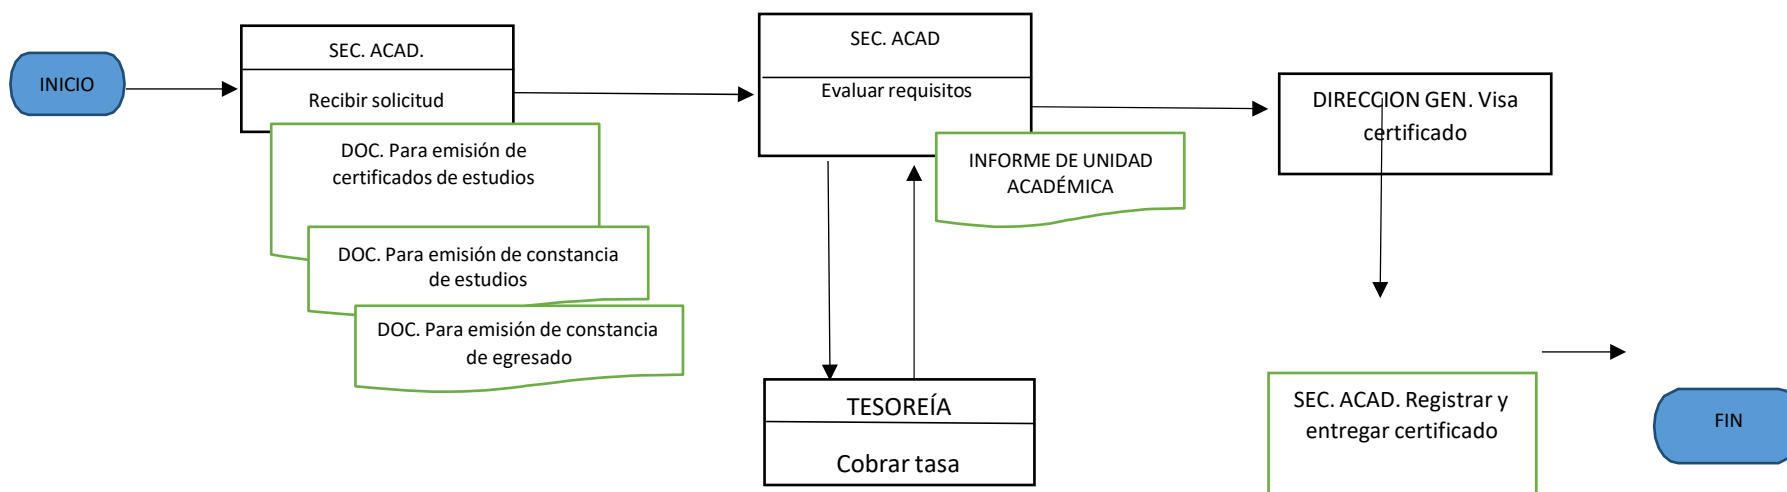 INICIO
SEC. ACAD.
Recibir solicitud
DOC. Para emisión de
certificados de estudios
DOC. Para emisión de constancia
de estudios
DOC. Para emisión de constancia
de egresado
SEC. ACAD
Evaluar requisitos
INFORME DE UNIDAD
ACADÉMICA
TESOREÍA
Cobrar tasa
DIRECCION GEN. Visa
certificado
SEC. ACAD. Registrar y
entregar certificado
FIN